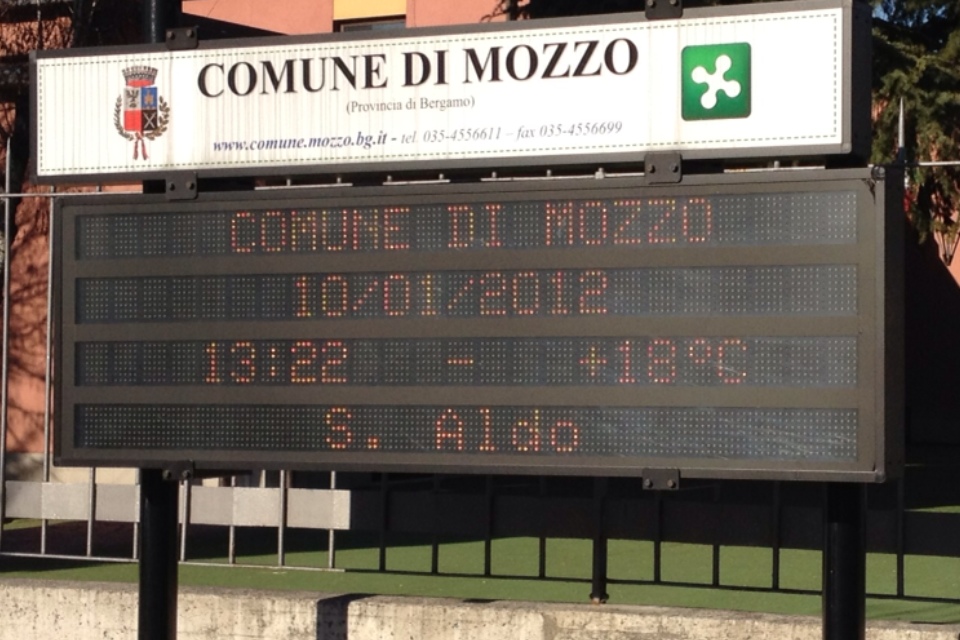 COMUNE DI MOZZO
(Provincia di Bergamo)
www.comune.mozzo.bg.it - tel. 035-4556611 – fax 035-4556699
COMUNE DI MOZZO
10/01/2012
13:22 - +18°C
S. Aldo